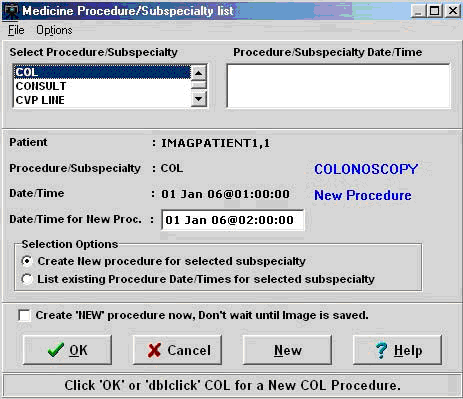 Medicine Procedure/Subspecialty list
File Options
Select Procedure/Subspecialty Procedure/Subspecialty Date/Time
COL
CONSULT
CVP LINE
Patient : IMAGPATIENT1,1
Procedure/Subspecialty : COL COLONOSCOPY
Date/Time : 01 Jan 06@01:00:00 New Procedure
Date/Time for New Proc. : 01 Jan 06@02:00:00
Selection Options
Create New procedure for selected subspecialty
List existing Procedure Date/Times for selected subspecialty
Create 'NEW' procedure now, Don't wait until Image is saved.
OK Cancel New ? Help
Click 'OK' or 'dblclick' COL for a New COL Procedure.